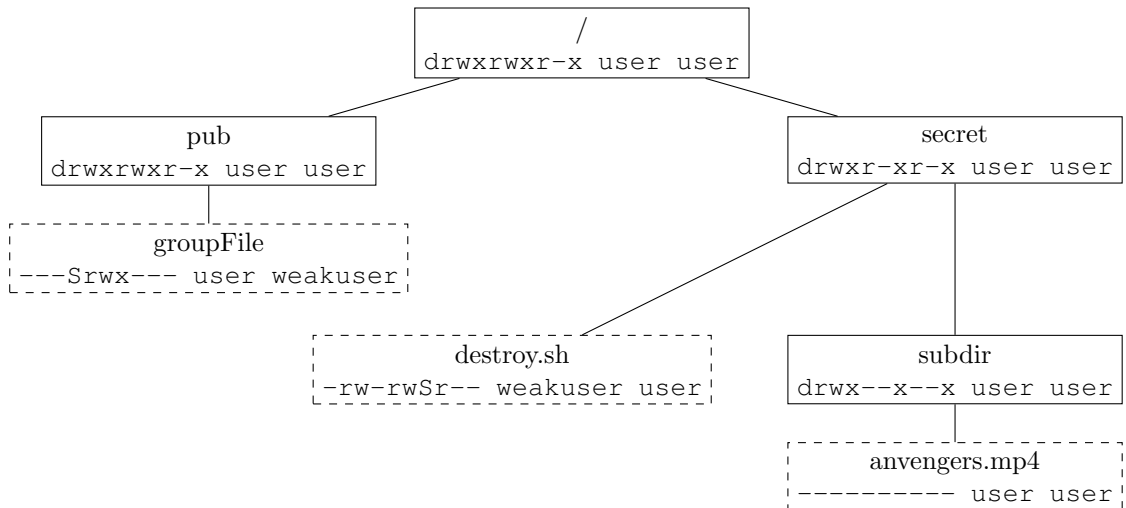 /
drwxrwxr-x user user
pub
drwxrwxr-x user user
secret
drwxr-xr-x user user
groupFile
---Srwx--- user weakuser
destroy.sh
-rw-rwSr-- weakuser user
subdir
drwx--x--x user user
anvengers.mp4
---------- user user